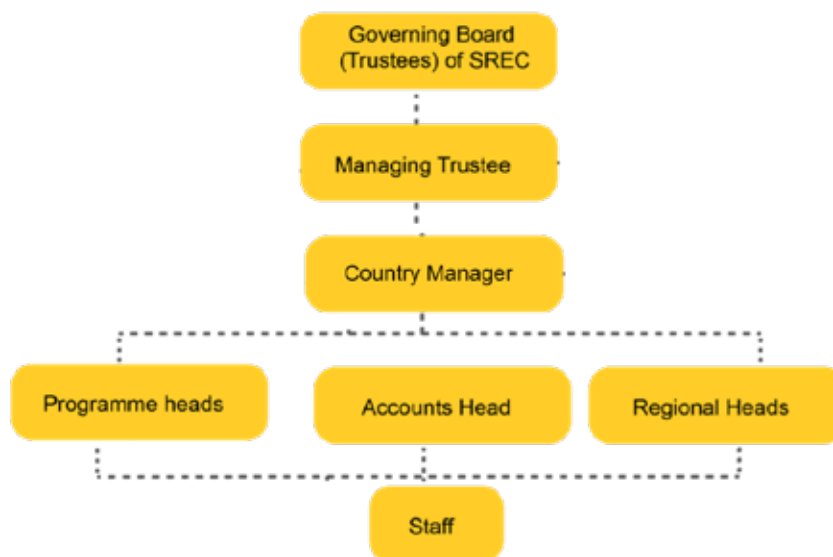 Governing Board
(Trustees) of SREC
Managing Trustee
Country Manager
Programme heads
Accounts Head
Regional Heads
Staff